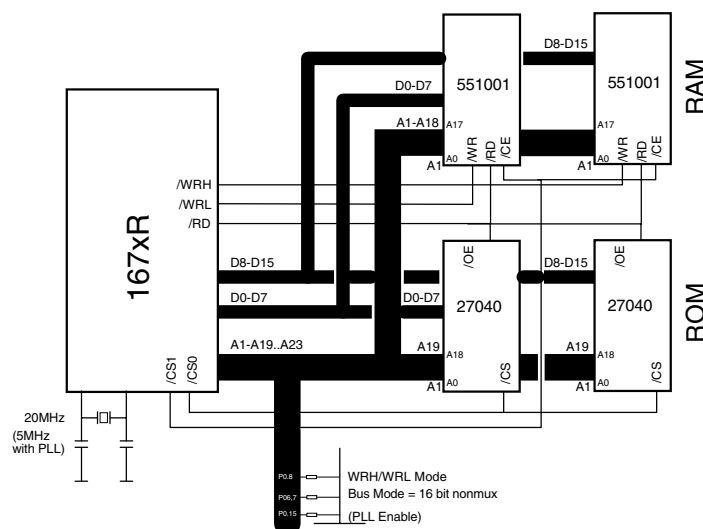 D8-D15
551001
551001
RAM
D0-D7
A1-A18
A17
A17
A1
A0
/WR
/RD
/CE
A1
A0
/WR
/RD
/CE
/WRH
/WRL
/RD
167xR
D8-D15
/OE
D8-D15
/OE
D0-D7
D0-D7
27040
27040
ROM
A1-A19..A23
A19
A18
A19
A18
A1
A0
/CS
A1
A0
/CS
/CS1
/CS0
20MHz
(5MHz
with PLL)
P0.8
WRH/WRL Mode
P06,7
Bus Mode = 16 bit nonmux
P0.15
(PLL Enable)